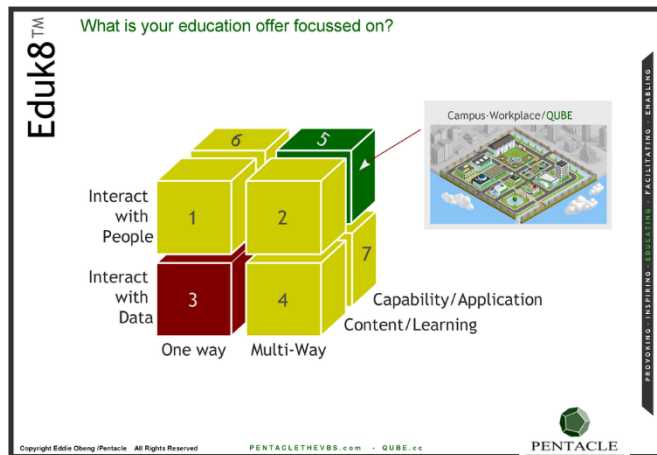 What is your education offer focussed on?
Eduk8™
Campus-Workplace/QUBE
6
5
Interact
with
People
1
2
7
Interact
with
Data
3
4
Capability/Application
Content/Learning
One way
Multi-Way
PROVOKING · INSPIRING · EDUCATING · FACILITATING · ENABLING
Copyright Eddie Obeng /Pentacle   All Rights Reserved
PENTACLETHEVBS.com - QUBE.cc
PENTACLE